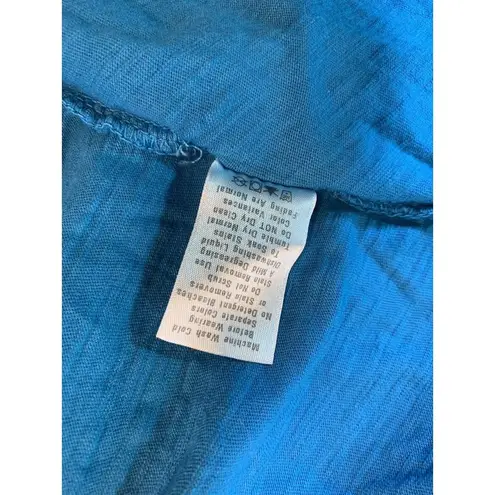 Machine Wash Cold
Separate Colors
Before Wearing
No Detergent Bleaches
or Stain Removers
Do Not Scrub
Stain Removal Use
A Mild Degreasing
Dishwashing Liquid
To Soak Stains
Tumble Dry Normal
Do NOT Dry Clean
Color Variances
Fading Are Normal